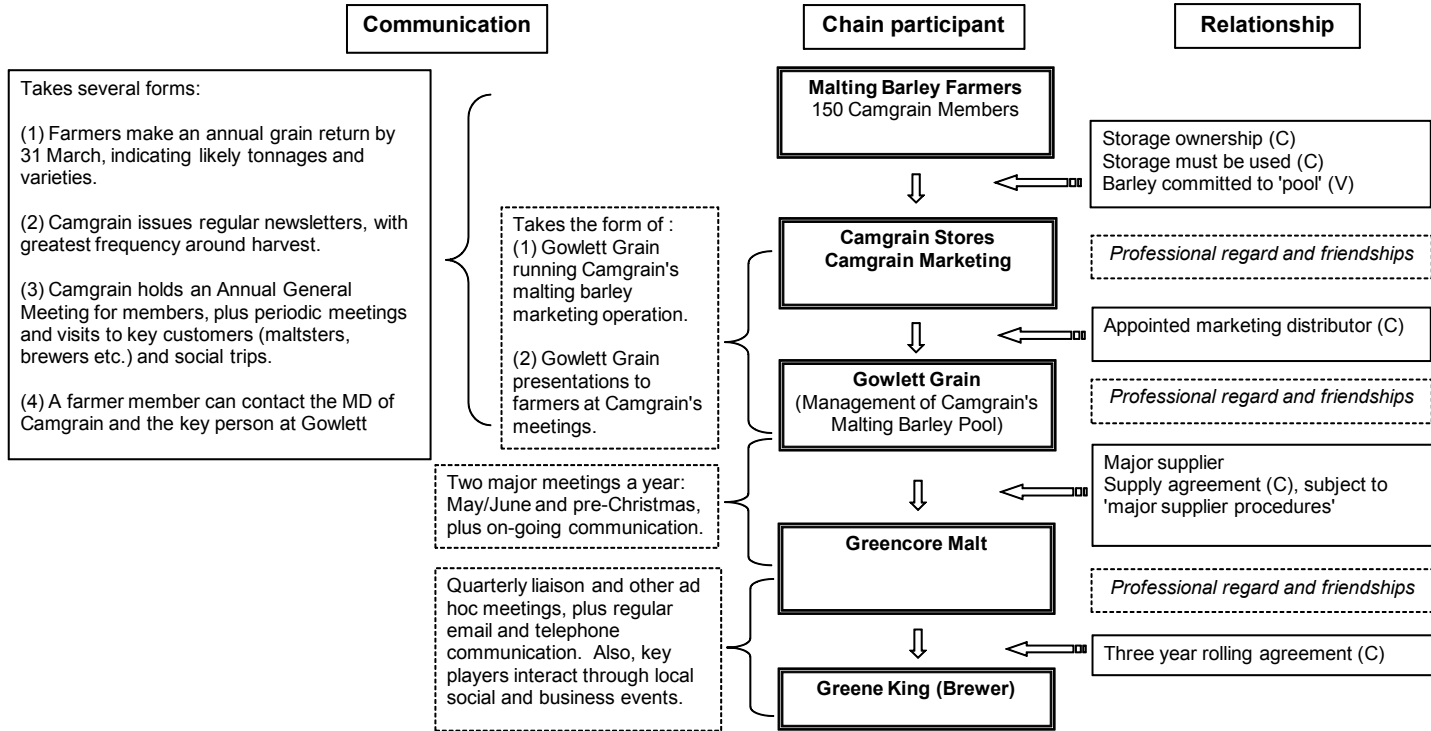 Communication
Chain participant
Relationship
Takes several forms:
(1) Farmers make an annual grain return by
31 March, indicating likely tonnages and
varieties.
(2) Camgrain issues regular newsletters, with
greatest frequency around harvest.
(3) Camgrain holds an Annual General
Meeting for members, plus periodic meetings
and visits to key customers (maltsters,
brewers etc.) and social trips.
(4) A farmer member can contact the MD of
Camgrain and the key person at Gowlett
Takes the form of :
(1) Gowlett Grain
running Camgrain's
malting barley
marketing operation.
(2) Gowlett Grain
presentations to
farmers at Camgrain's
meetings.
Two major meetings a year:
May/June and pre-Christmas,
plus on-going communication.
Quarterly liaison and other ad
hoc meetings, plus regular
email and telephone
communication. Also, key
players interact through local
social and business events.
Malting Barley Farmers
150 Camgrain Members
Camgrain Stores
Camgrain Marketing
Gowlett Grain
(Management of Camgrain's
Malting Barley Pool)
Greencore Malt
Greene King (Brewer)
Storage ownership (C)
Storage must be used (C)
Barley committed to 'pool' (V)
Professional regard and friendships
Appointed marketing distributor (C)
Professional regard and friendships
Major supplier
Supply agreement (C), subject to
'major supplier procedures'
Professional regard and friendships
Three year rolling agreement (C)